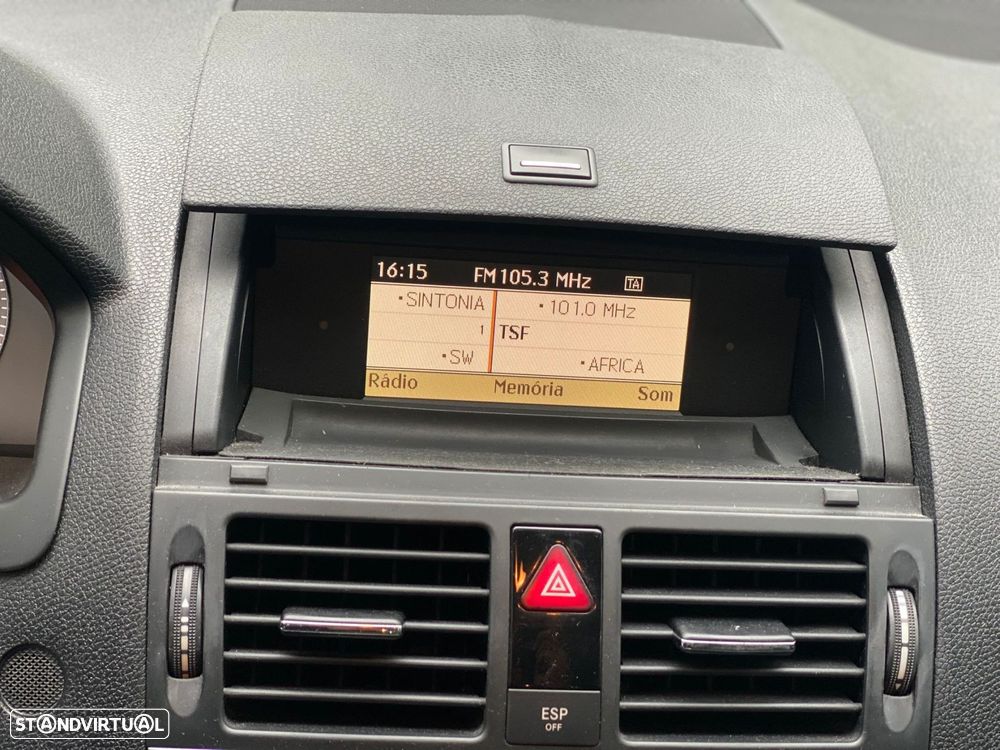 16:15 FM 105.3 MHz TA
•SINTONIA •101.0 MHz
1 TSF
•SW •AFRICA
Râdio Memória Som
ESP
OFF
STANDVIRTUAL